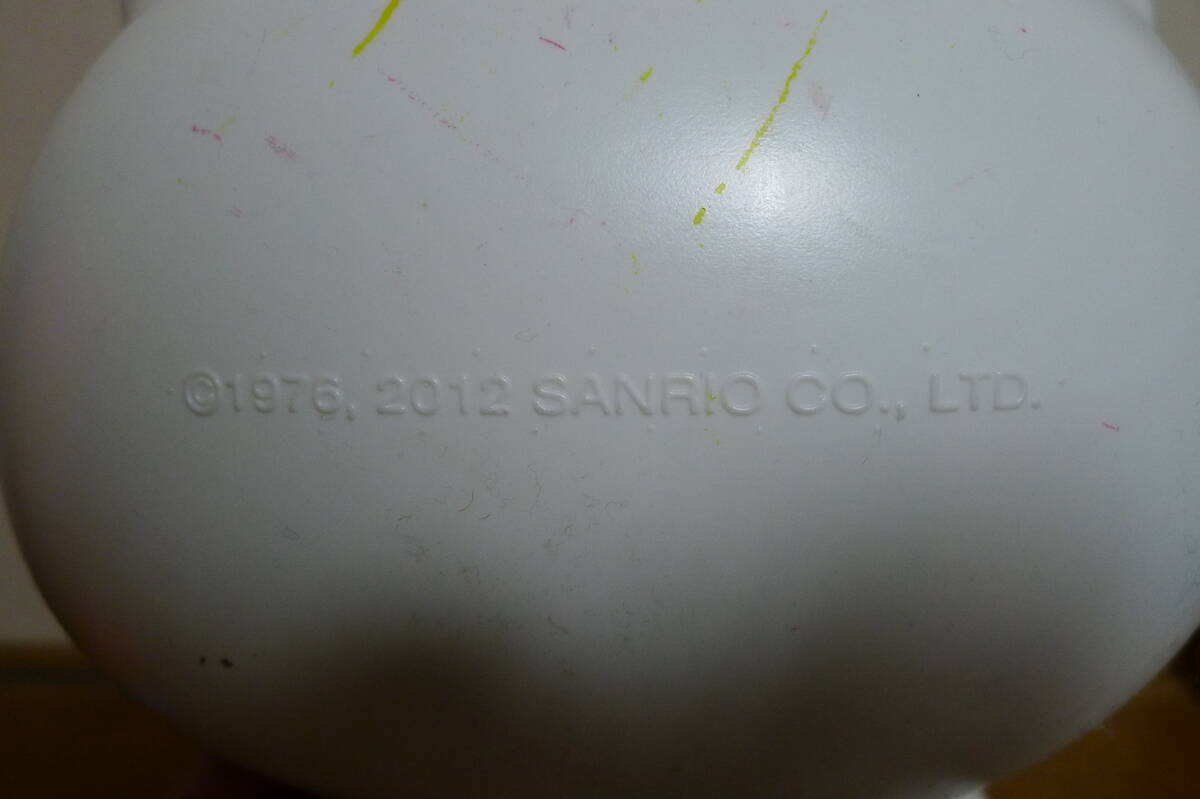 ©1976, 2012 SANRIO CO., LTD.